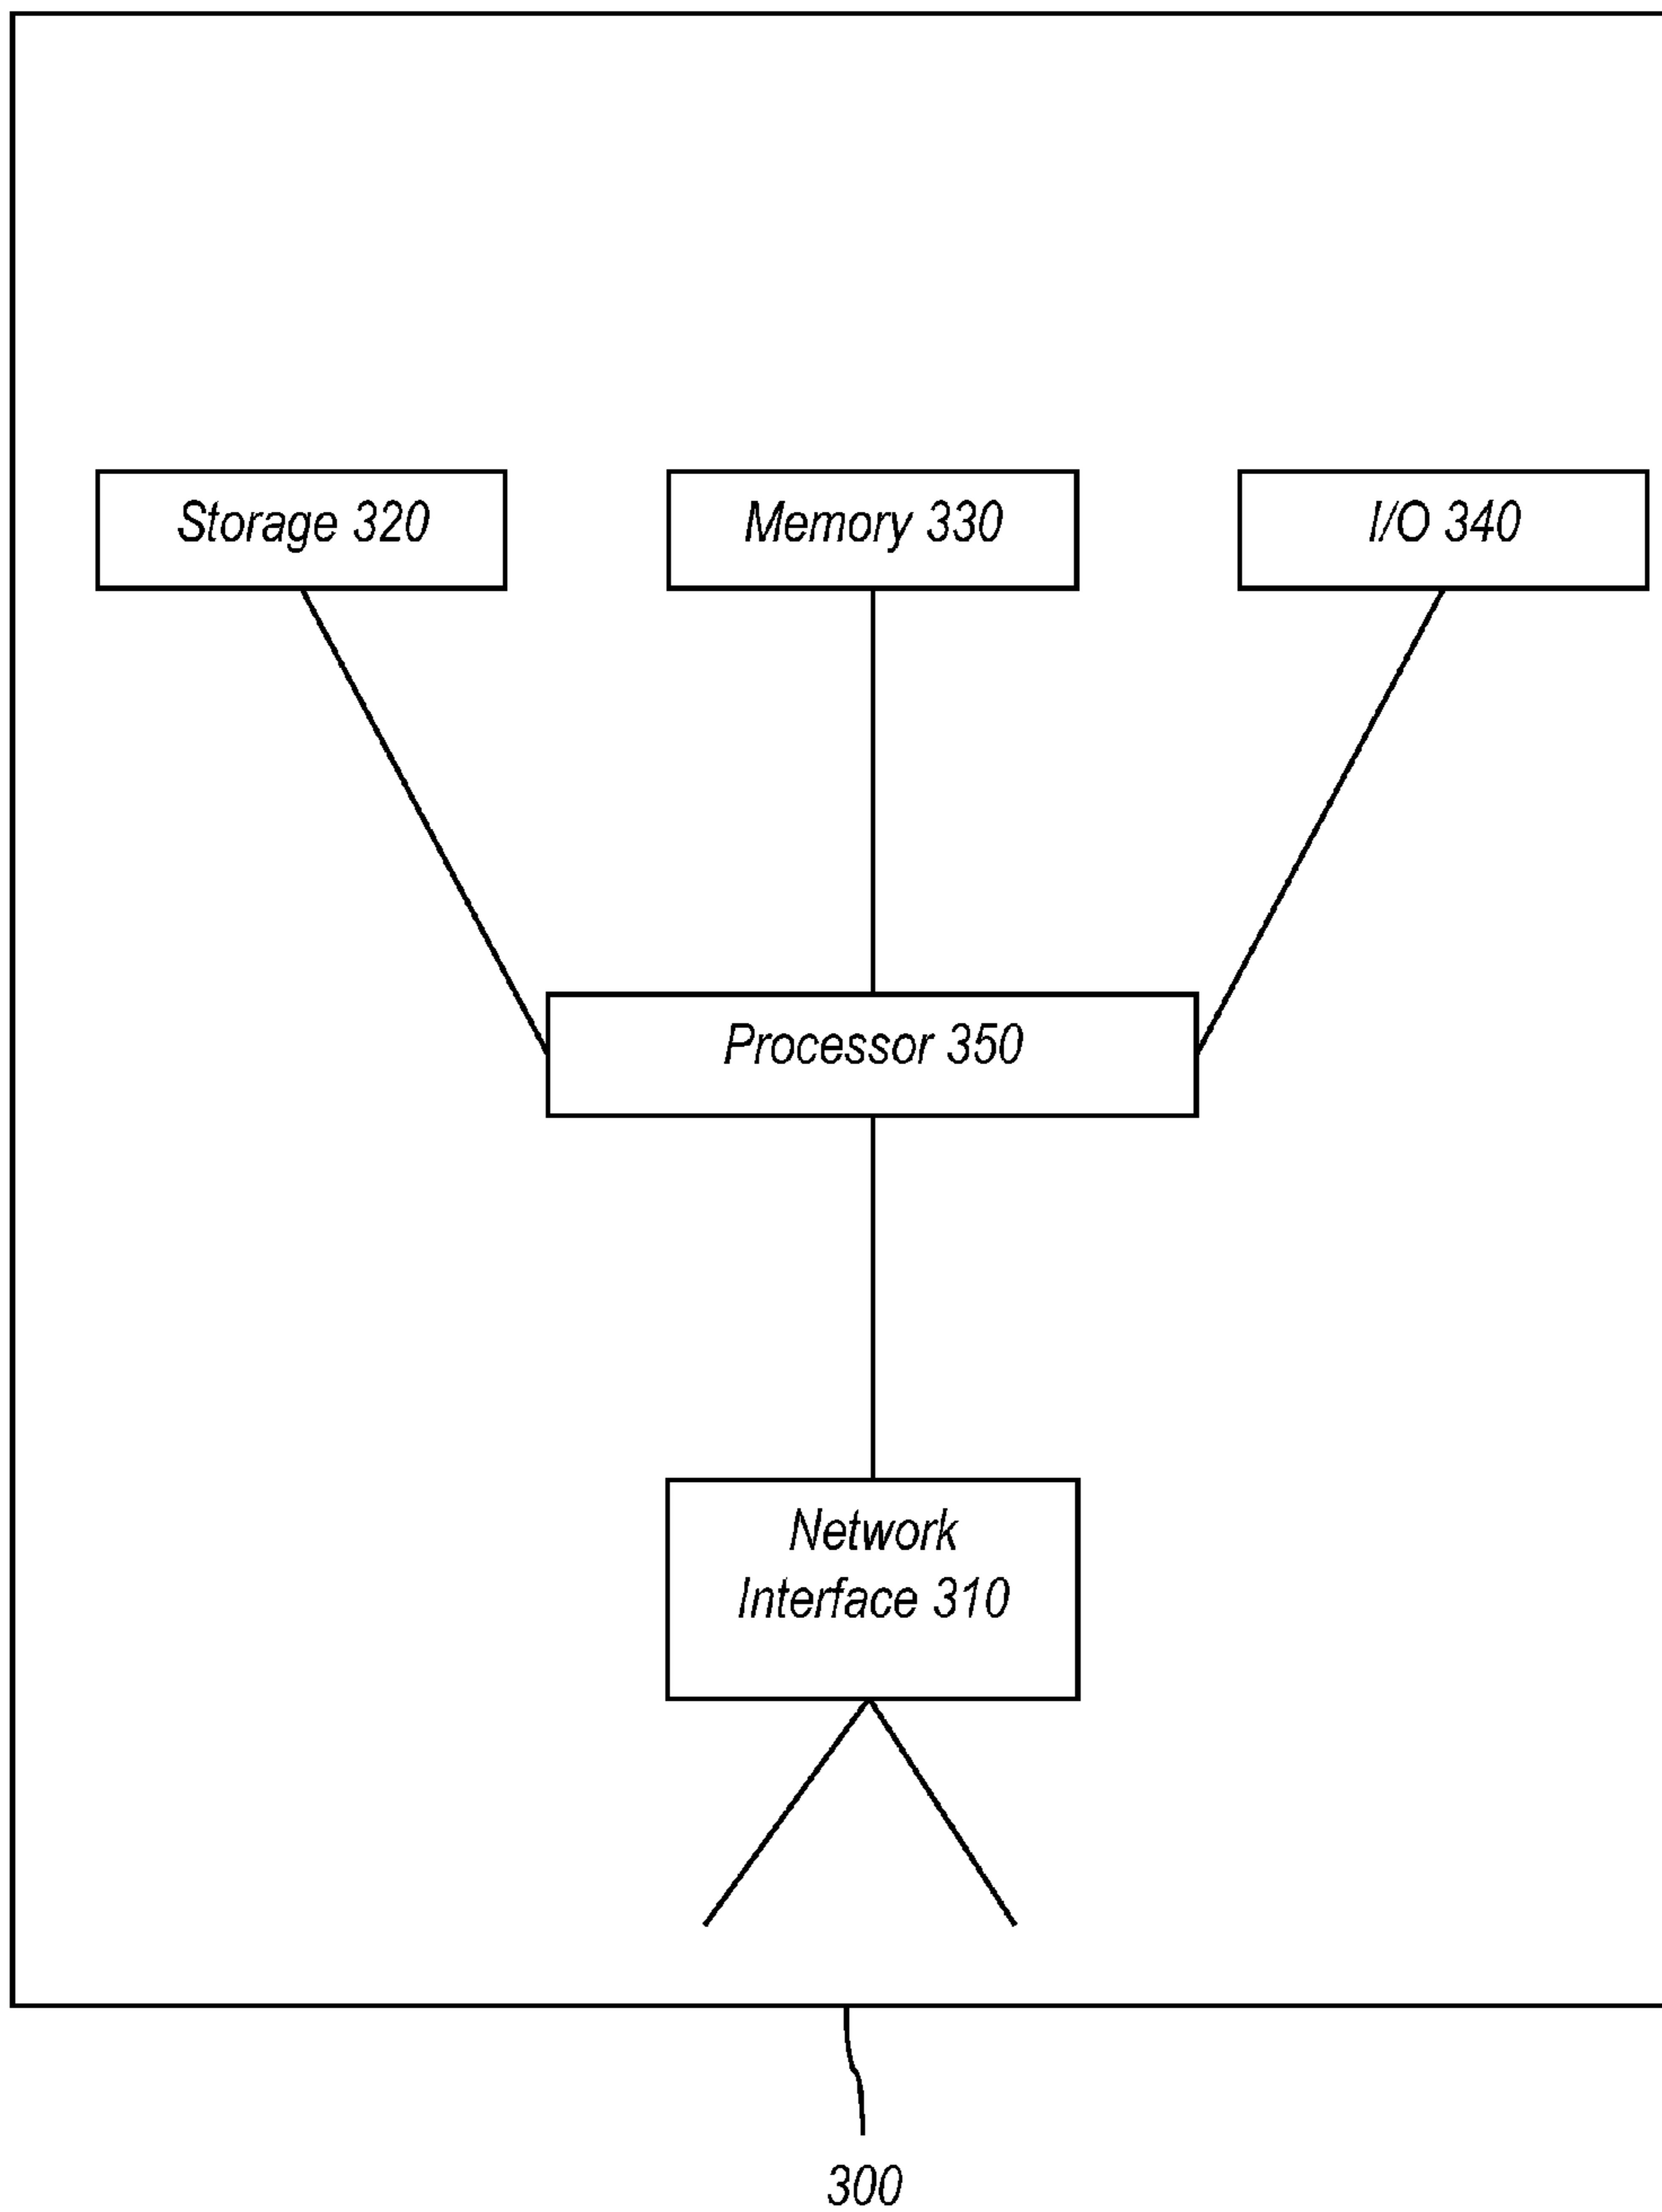 Storage 320
Memory 330
I/O 340
Processor 350
Network
Interface 310
300